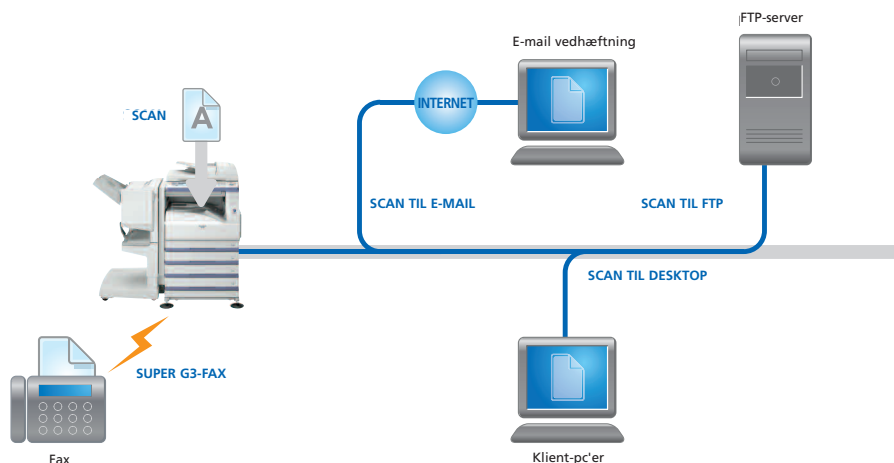 FTP-server
E-mail vedhæftning
INTERNET
SCAN
A
SCAN TIL E-MAIL
SCAN TIL FTP
SCAN TIL DESKTOP
SUPER G3-FAX
Fax
Klient-pc'er